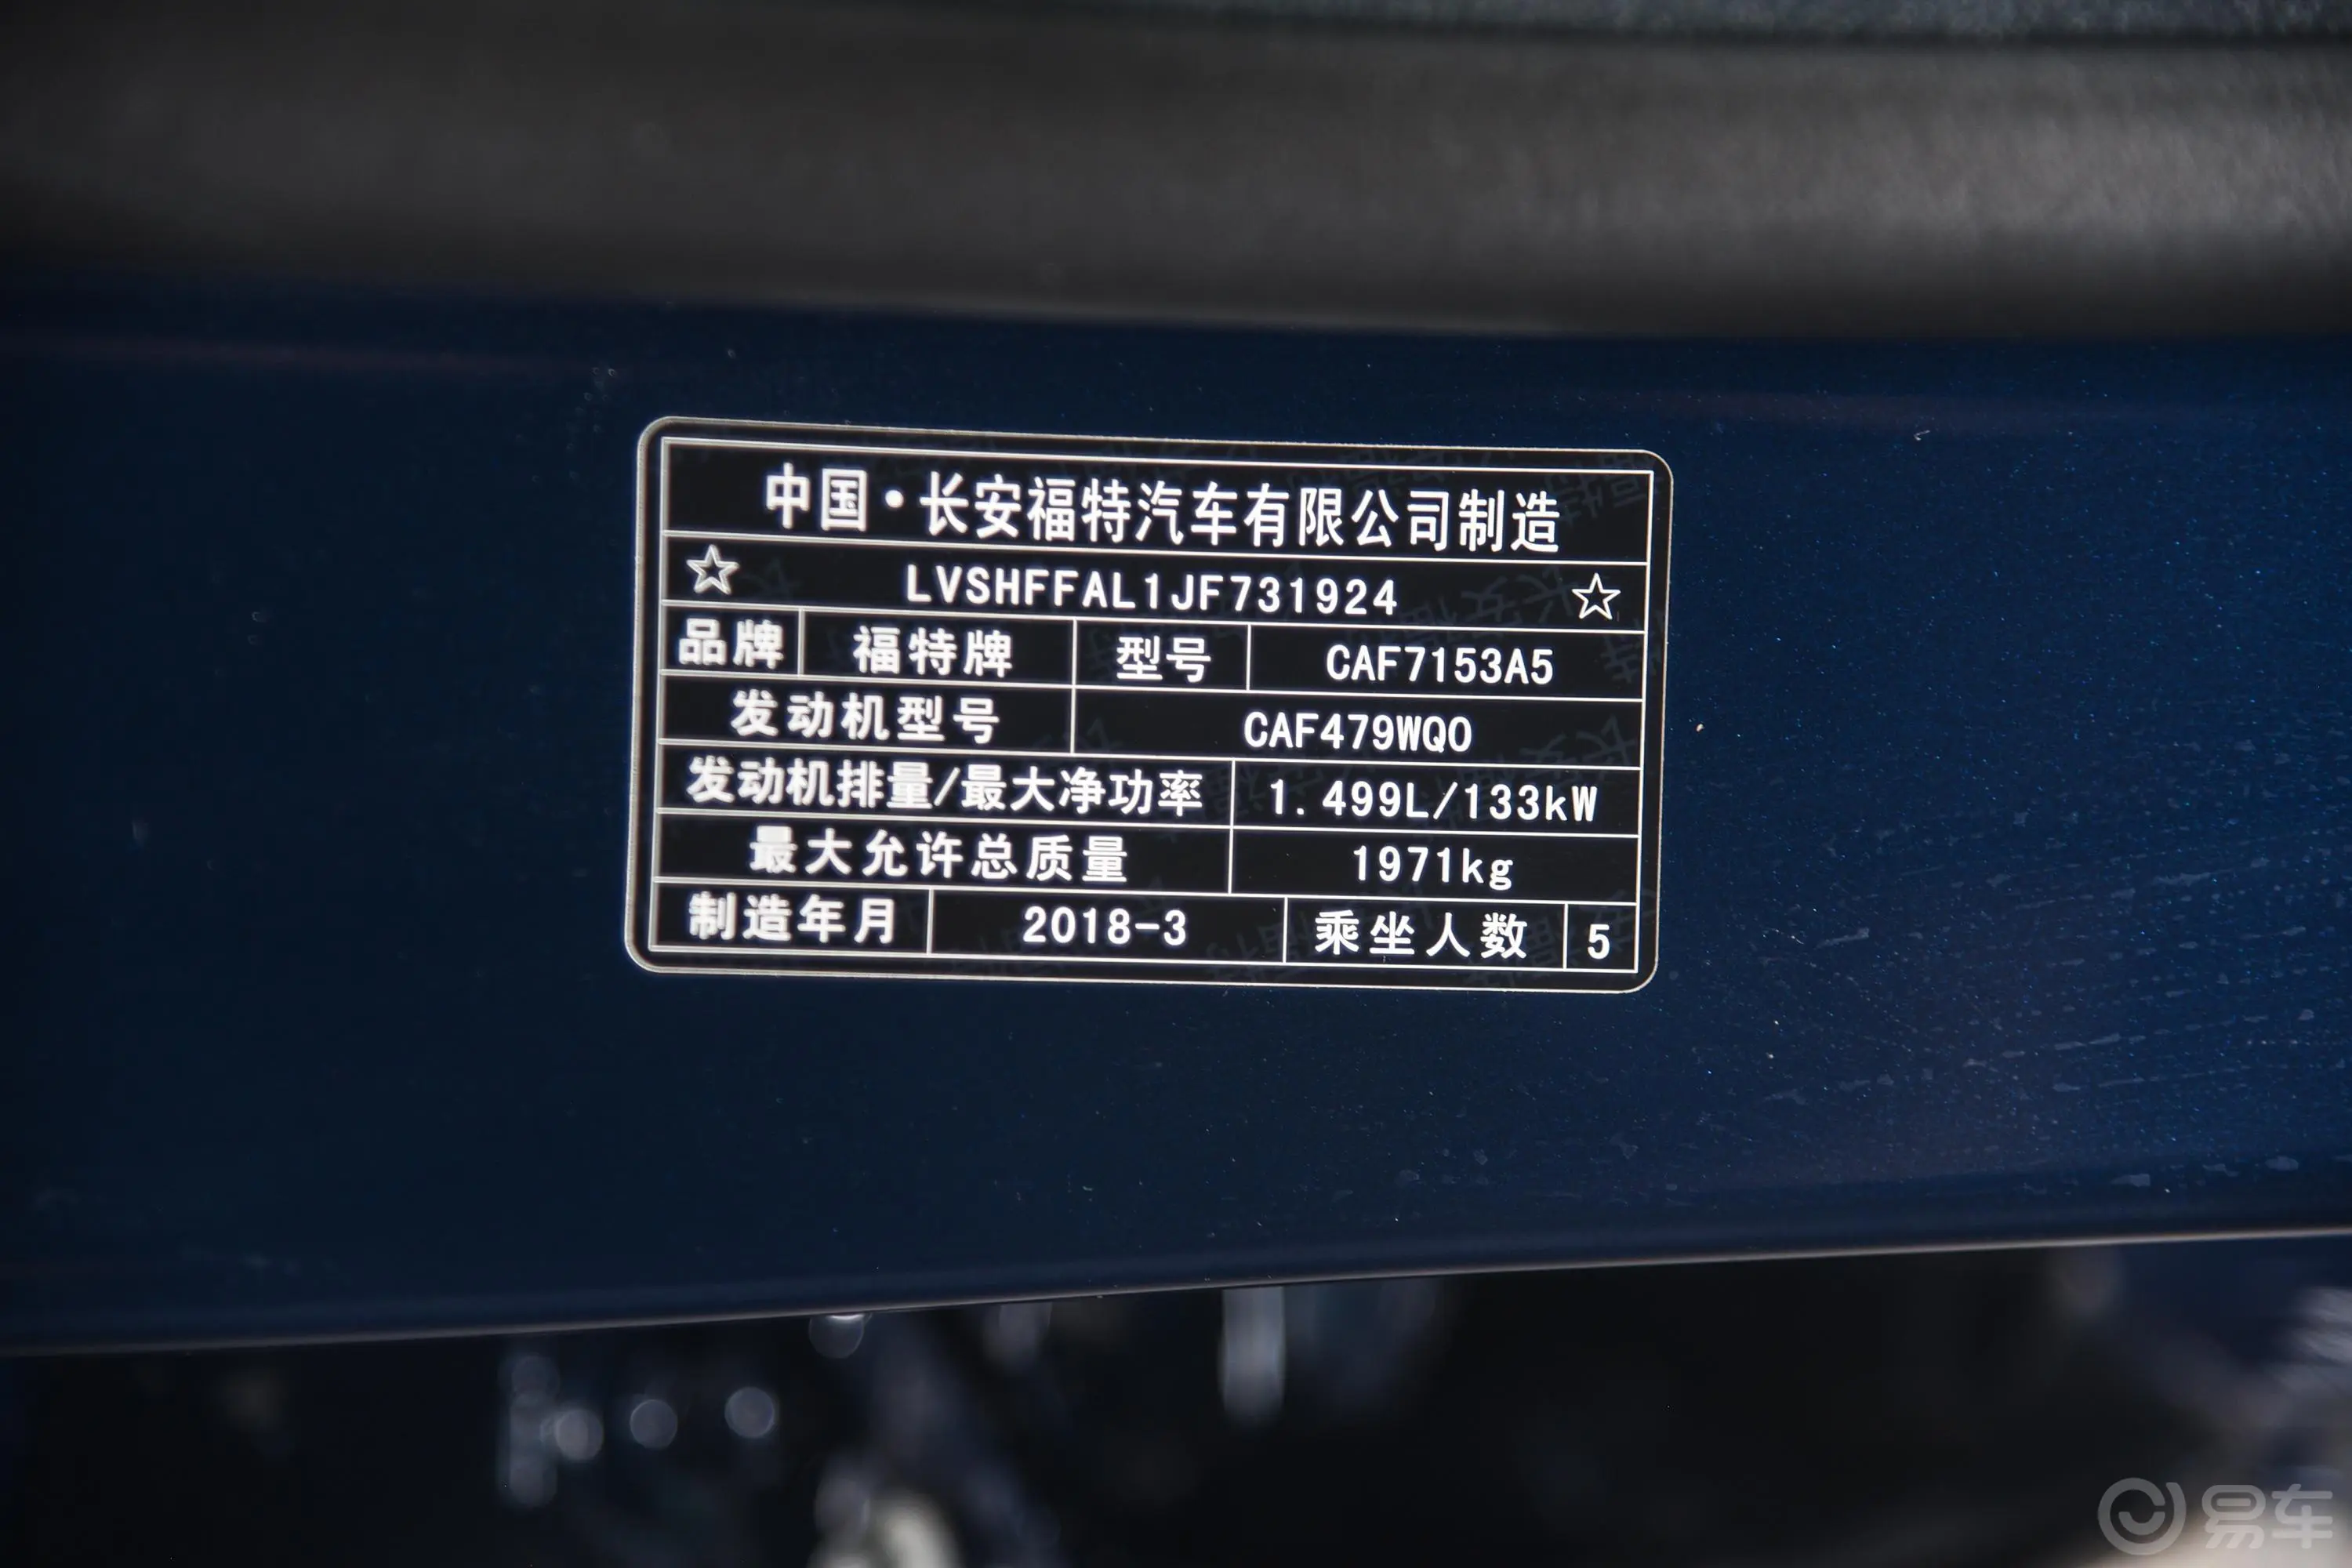 中国·长安福特汽车有限公司制造
☆ LVSHFFAL1JF731924 ☆
品牌 福特牌 型号 CAF7153A5
发动机型号 CAF479WQ0
发动机排量/最大净功率 1.499L/133kW
最大允许总质量 1971kg
制造年月 2018-3 乘坐人数 5
易车